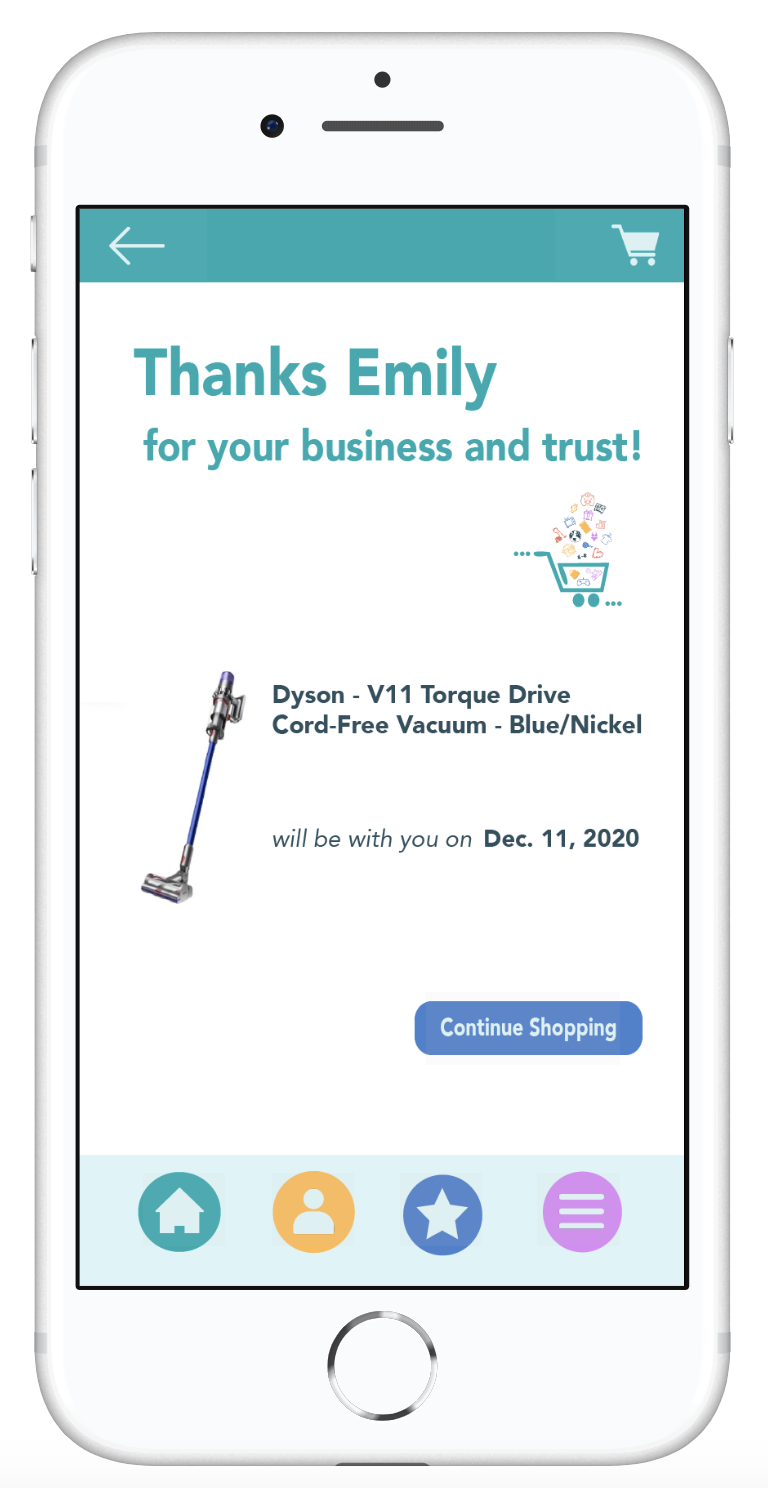 Thanks Emily
for your business and trust!
Dyson - V11 Torque Drive
Cord-Free Vacuum - Blue/Nickel
will be with you on Dec. 11, 2020
Continue Shopping